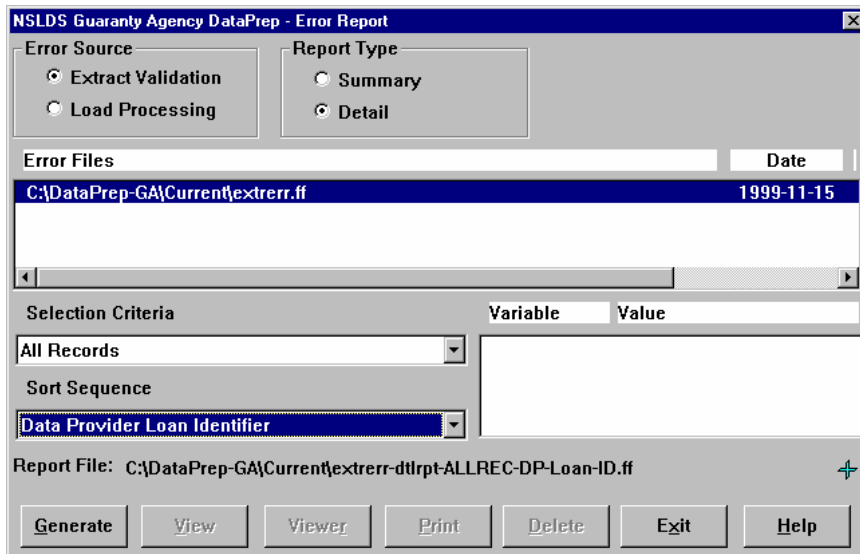 NSLDS Guaranty Agency DataPrep - Error Report
Error Source
Extract Validation
Load Processing
Report Type
Summary
Detail
Error Files Date
C:\DataPrep-GA\Current\extrerr.ff 1999-11-15
Selection Criteria
All Records
Variable Value
Sort Sequence
Data Provider Loan Identifier
Report File: C:\DataPrep-GA\Current\extrerr-dtlrpt-ALLREC-DP-Loan-ID.ff
Generate View Viewer Print Delete Exit Help